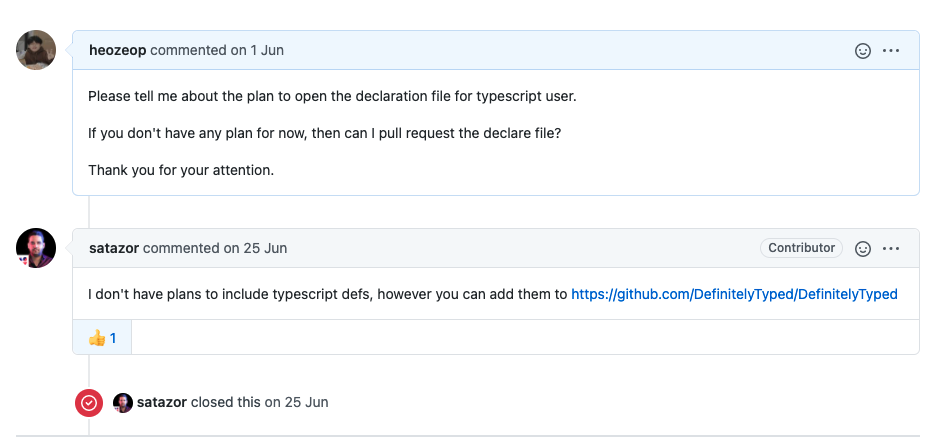 heozeop commented on 1 Jun
Please tell me about the plan to open the declaration file for typescript user.
If you don't have any plan for now, then can I pull request the declare file?
Thank you for your attention.
satazor commented on 25 Jun
Contributor
I don't have plans to include typescript defs, however you can add them to https://github.com/DefinitelyTyped/DefinitelyTyped
👍 1
satazor closed this on 25 Jun